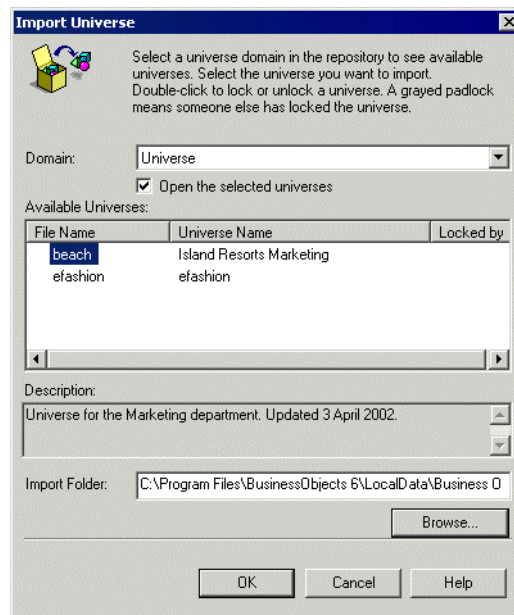 Import Universe
Select a universe domain in the repository to see available
universes. Select the universe you want to import.
Double-click to lock or unlock a universe. A grayed padlock
means someone else has locked the universe.
Domain: Universe
Open the selected universes
Available Universes:
File Name Universe Name Locked by
beach Island Resorts Marketing
efashion efashion
Description:
Universe for the Marketing department. Updated 3 April 2002.
Import Folder: C:\Program Files\BusinessObjects 6\LocalData\Business O
Browse...
OK Cancel Help